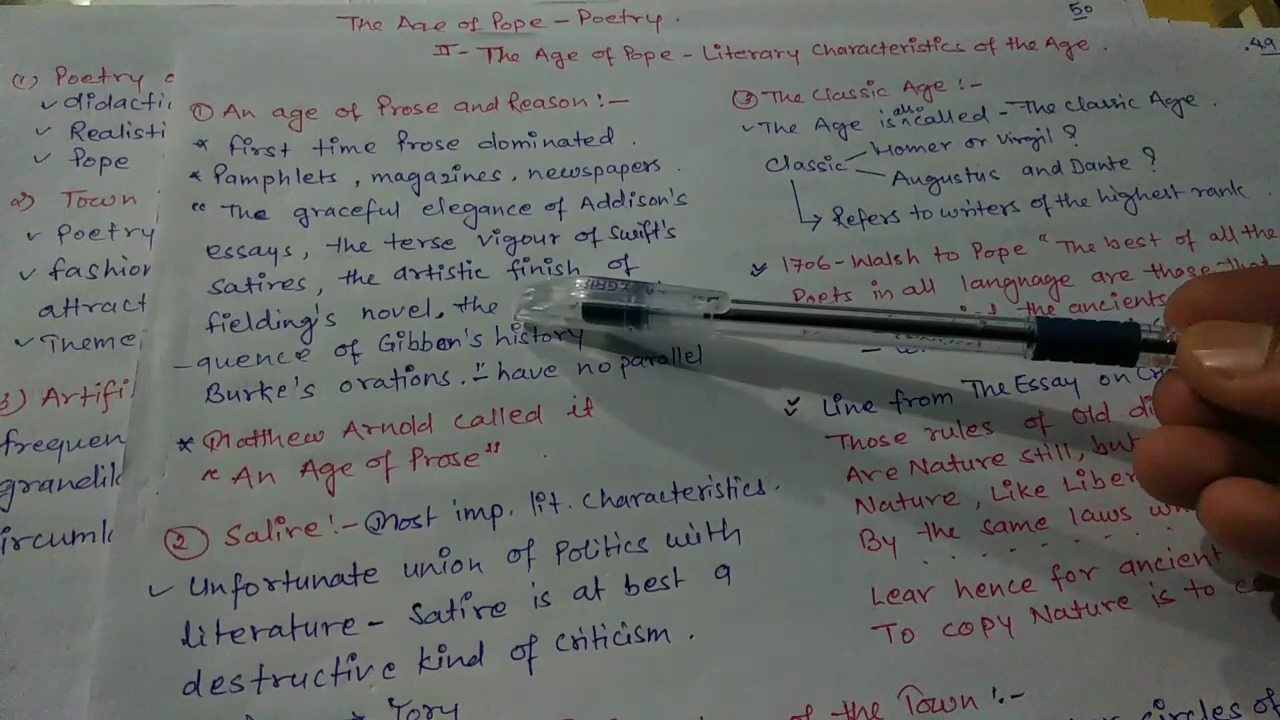 The Age of Pope - Poetry.
50
II - The Age of Pope - Literary Characteristics of the Age.
49
(1) Poetry
✓ didacti
✓ Realisti
✓ Pope
Town
✓ Poetry
✓ fashion
attract
✓ Theme
3) Artifi
frequen
grandil
ircuml
① An age of Prose and Reason :-
* first time Prose dominated.
* Pamphlets, magazines, newspapers.
"The graceful elegance of Addison's
essays, the terse vigour of Swift's
satires, the artistic finish of
fielding's novel, the
-quence of Gibben's history
Burke's orations." - have no parallel
* Matthew Arnold called it
"An Age of Prose".
② Satire :- Most imp. lit. characteristics.
✓ Unfortunate union of Politics with
literature - Satire is at best a
destructive kind of criticism.
Tory
③ The Classic Age :-
✓ The Age is also called - The Classic Age.
Classic - Homer or Virgil ?
- Augustus and Dante ?
↳ Refers to writers of the highest rank
1706 - Walsh to Pope "The best of all the
Poets in all language are those that
the ancients
Line from The Essay on
Those rules of old di
Are Nature still, but
Nature, Like Liber
By the same laws
. . . . . .
Lear hence for ancient
To copy Nature is to
of the Town :-
circles of